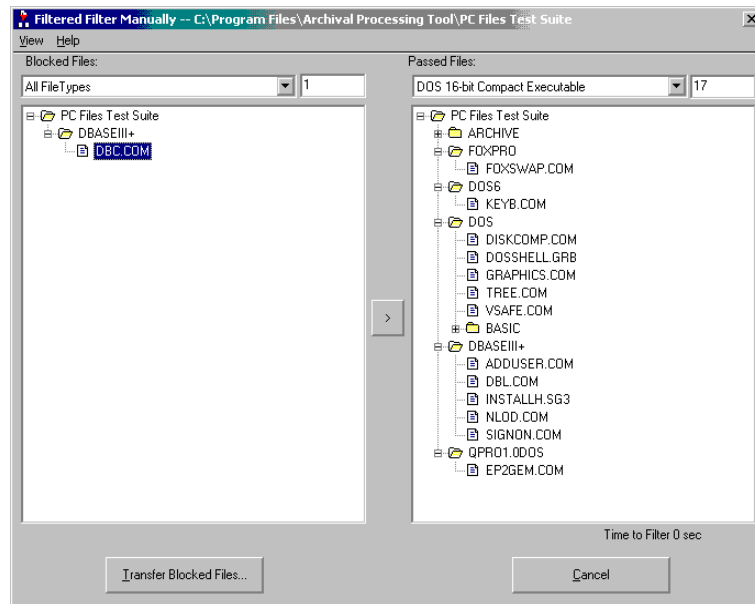 Filtered Filter Manually -- C:\Program Files\Archival Processing Tool\PC Files Test Suite
View Help
Blocked Files:
All FileTypes
1
PC Files Test Suite
DBASEIII+
DBC.COM
>
Passed Files:
DOS 16-bit Compact Executable
17
PC Files Test Suite
ARCHIVE
FOXPRO
FOXSWAP.COM
DOS6
KEYB.COM
DOS
DISKCOMP.COM
DOSSHELL.GRB
GRAPHICS.COM
TREE.COM
VSAFE.COM
BASIC
DBASEIII+
ADDUSER.COM
DBL.COM
INSTALLH.SG3
NLOD.COM
SIGNON.COM
QPRO1.0DOS
EP2GEM.COM
Time to Filter 0 sec
Transfer Blocked Files...
Cancel